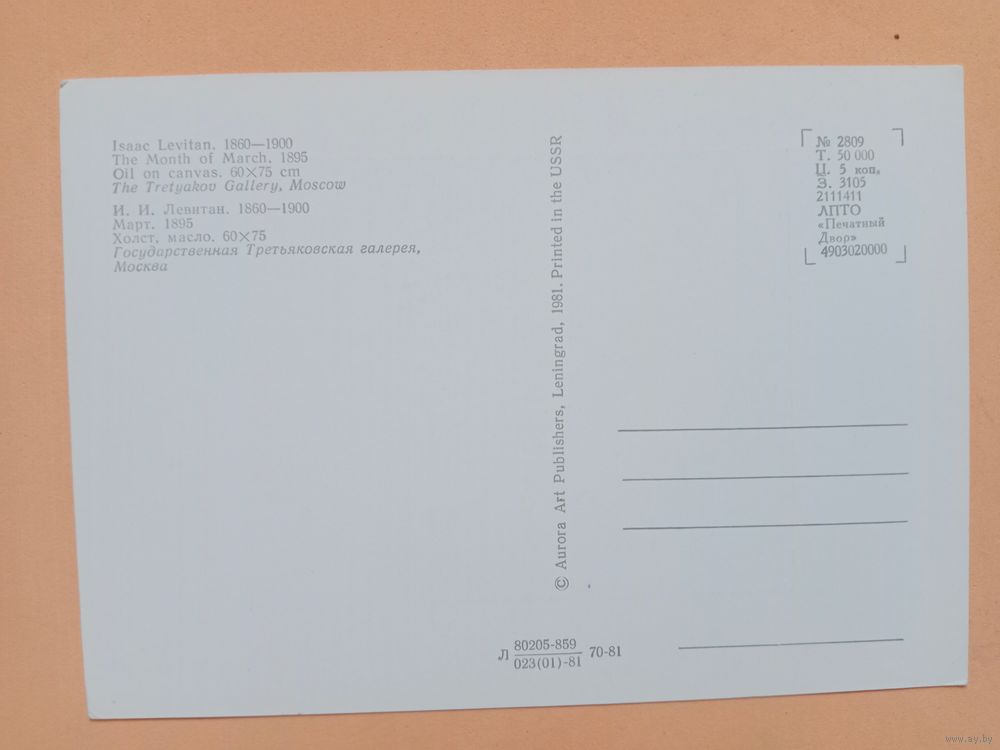 Isaac Levitan. 1860—1900
The Month of March. 1895
Oil on canvas. 60×75 cm
The Tretyakov Gallery, Moscow
И. И. Левитан. 1860—1900
Март. 1895
Холст, масло. 60×75
Государственная Третьяковская галерея,
Москва
© Aurora Art Publishers, Leningrad, 1981. Printed in the USSR
№ 2809
Т. 50 000
Ц. 5 коп.
З. 3105
2111411
ЛПТО
«Печатный
Двор»
4903020000
Л 80205-859
023(01)-81 70-81
www.ay.by